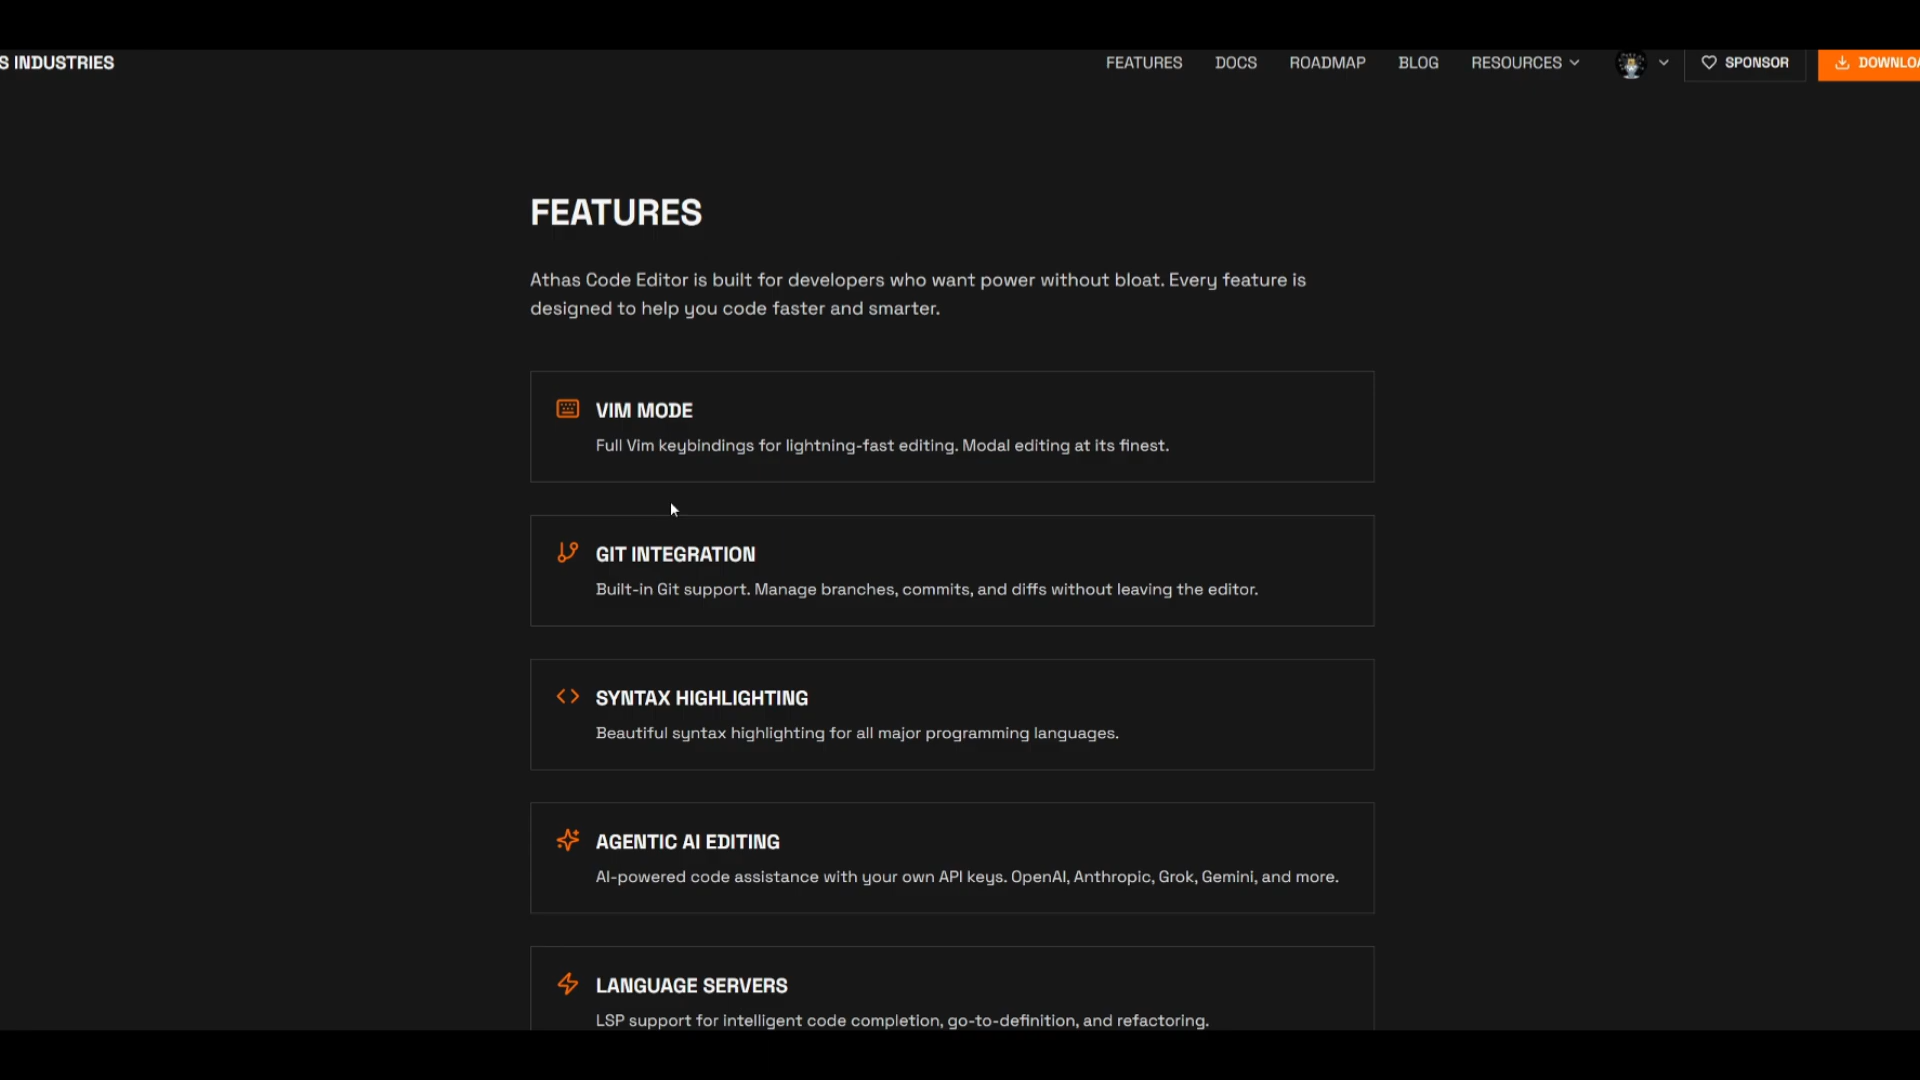 S INDUSTRIES
FEATURES
DOCS
ROADMAP
BLOG
RESOURCES
SPONSOR
DOWNLOA
FEATURES
Athas Code Editor is built for developers who want power without bloat. Every feature is
designed to help you code faster and smarter.
VIM MODE
Full Vim keybindings for lightning-fast editing. Modal editing at its finest.
GIT INTEGRATION
Built-in Git support. Manage branches, commits, and diffs without leaving the editor.
SYNTAX HIGHLIGHTING
Beautiful syntax highlighting for all major programming languages.
AGENTIC AI EDITING
AI-powered code assistance with your own API keys. OpenAI, Anthropic, Grok, Gemini, and more.
LANGUAGE SERVERS
LSP support for intelligent code completion, go-to-definition, and refactoring.